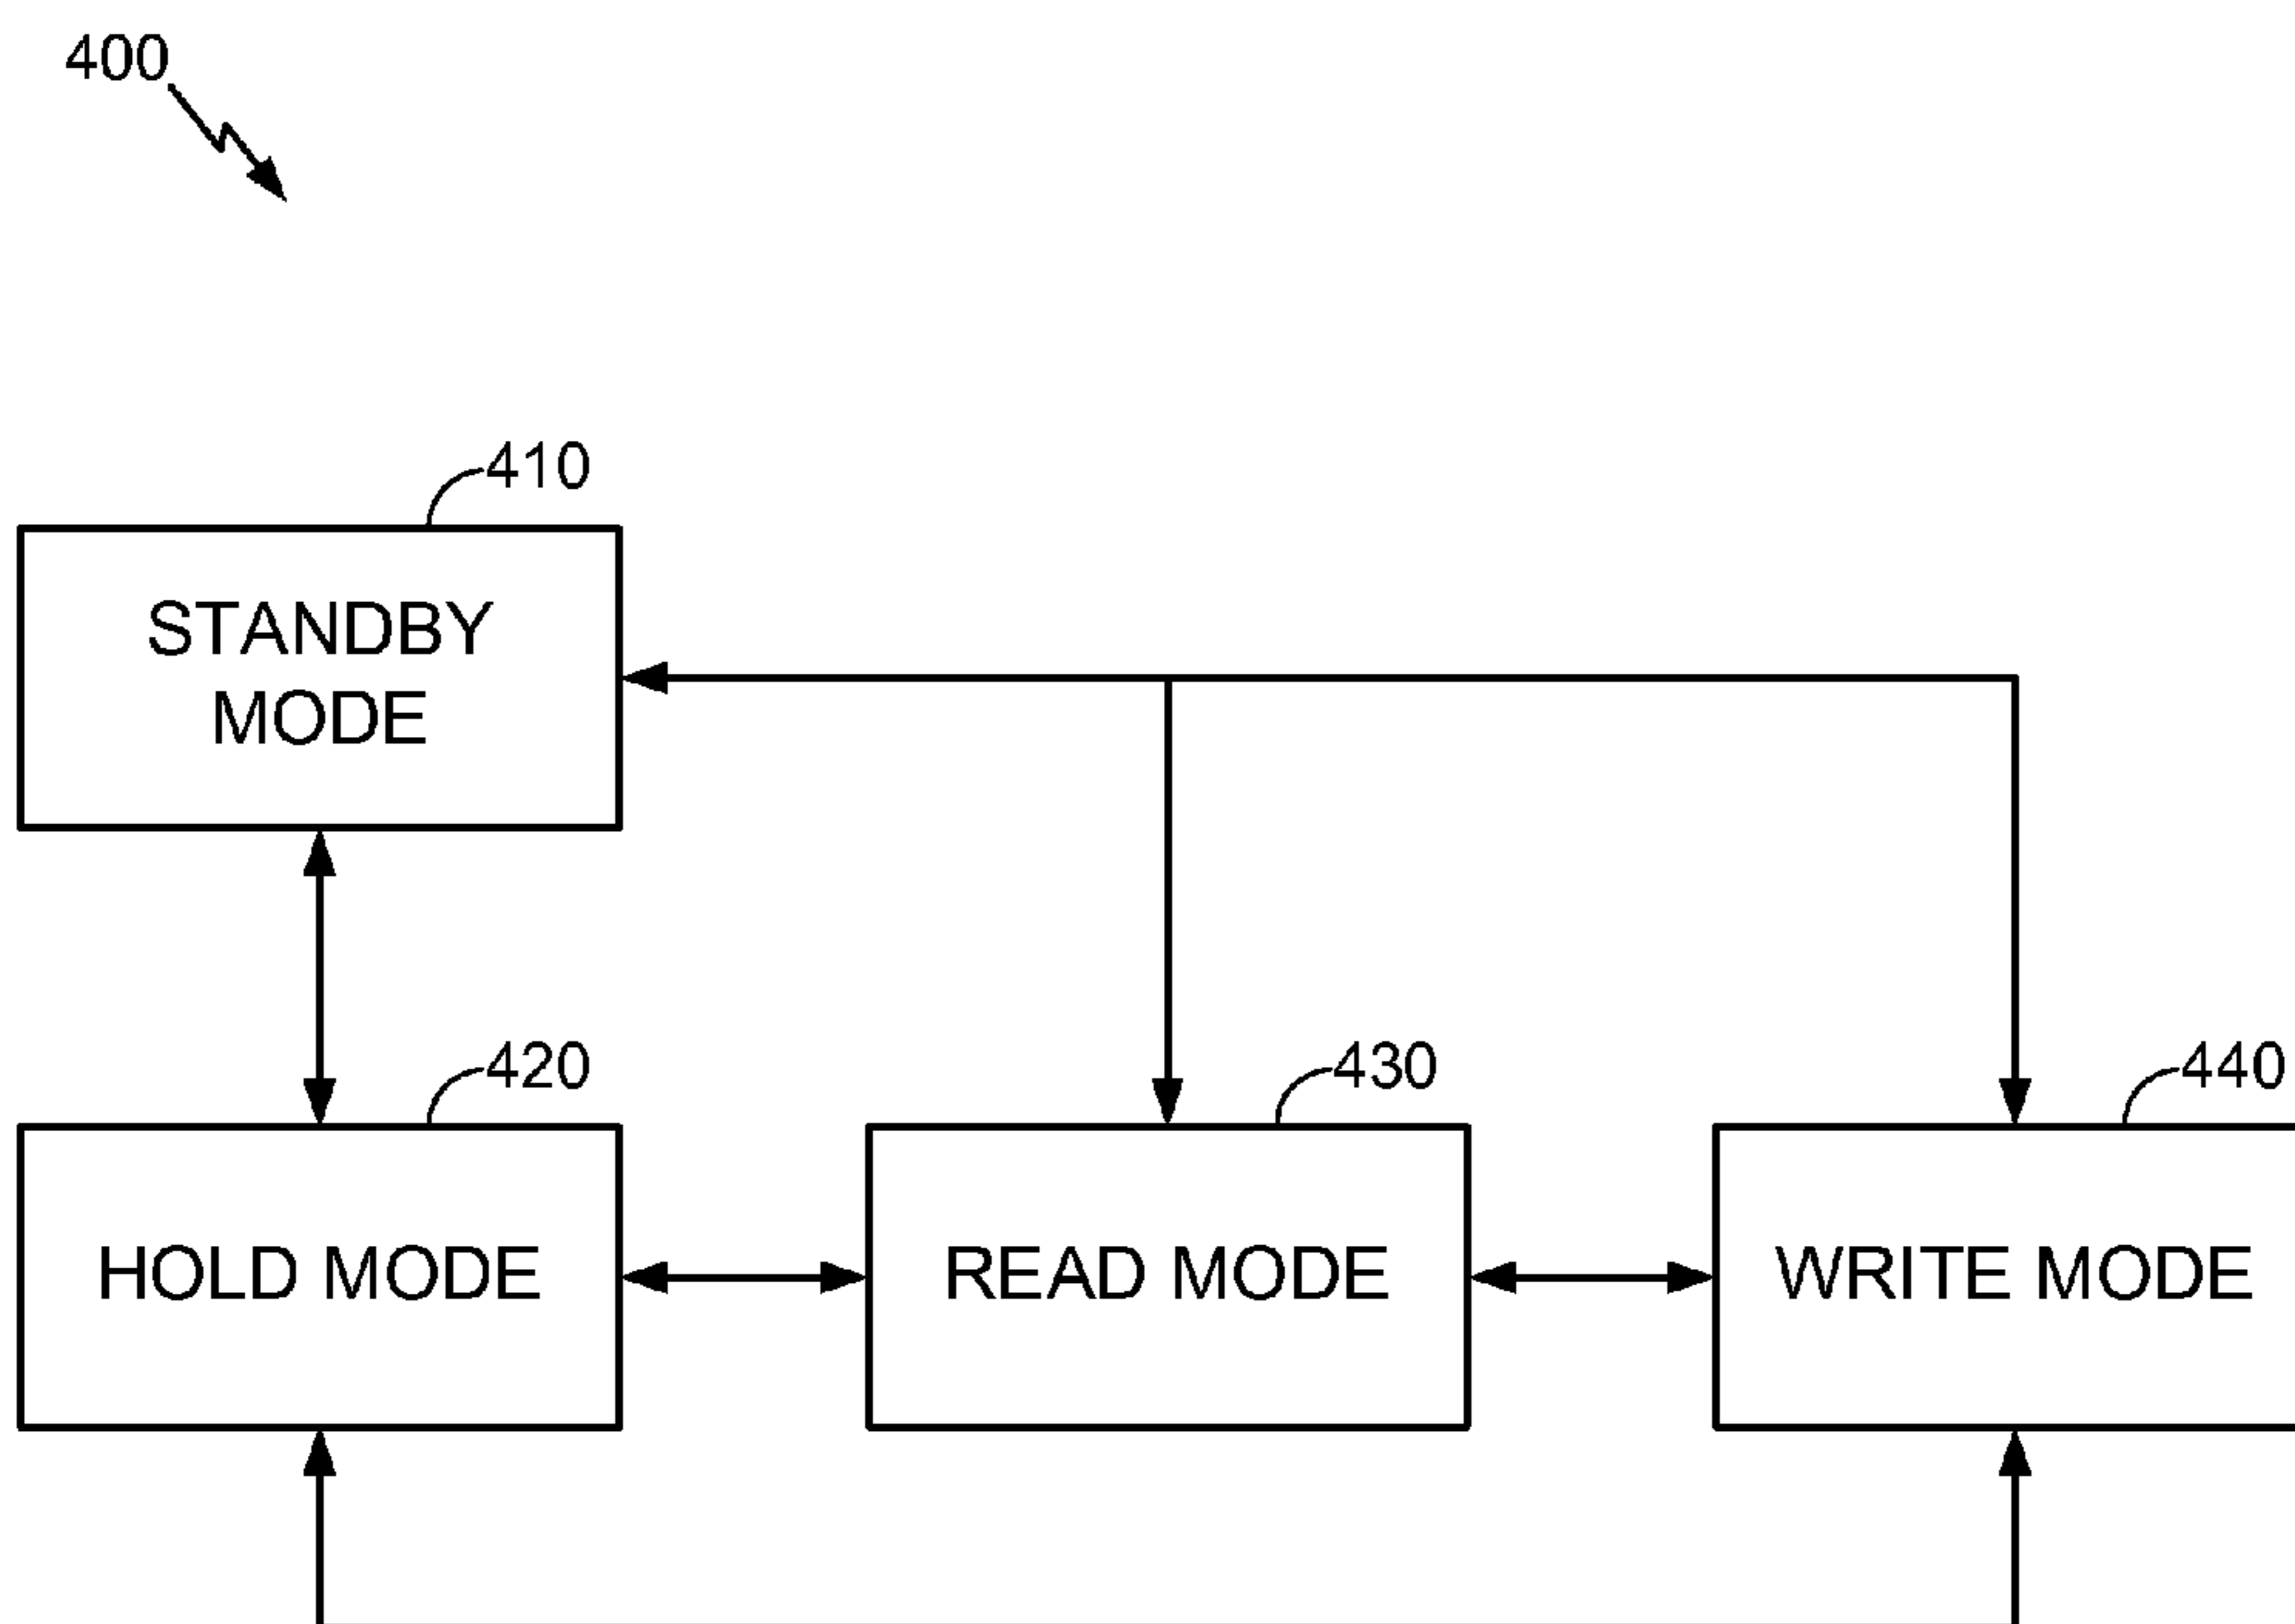 400
410
STANDBY
MODE
420
430
440
HOLD MODE
READ MODE
WRITE MODE